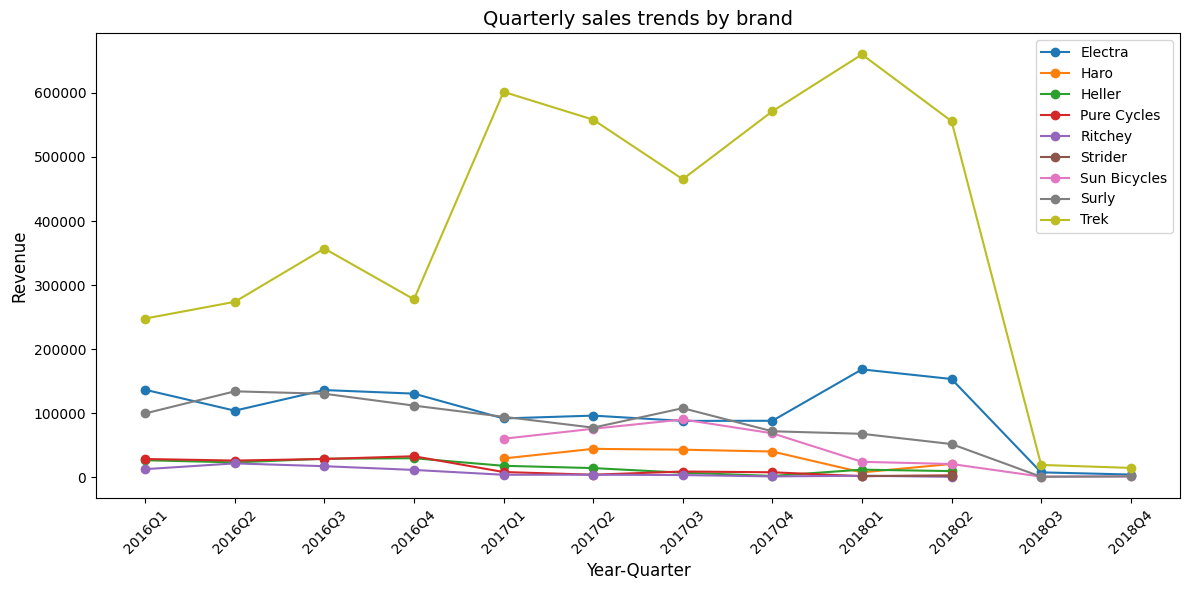 Quarterly sales trends by brand
Electra
Haro
Heller
Pure Cycles
Ritchey
Strider
Sun Bicycles
Surly
Trek
Revenue
600000
500000
400000
300000
200000
100000
0
2016Q1
2016Q2
2016Q3
2016Q4
2017Q1
2017Q2
2017Q3
2017Q4
2018Q1
2018Q2
2018Q3
2018Q4
Year-Quarter